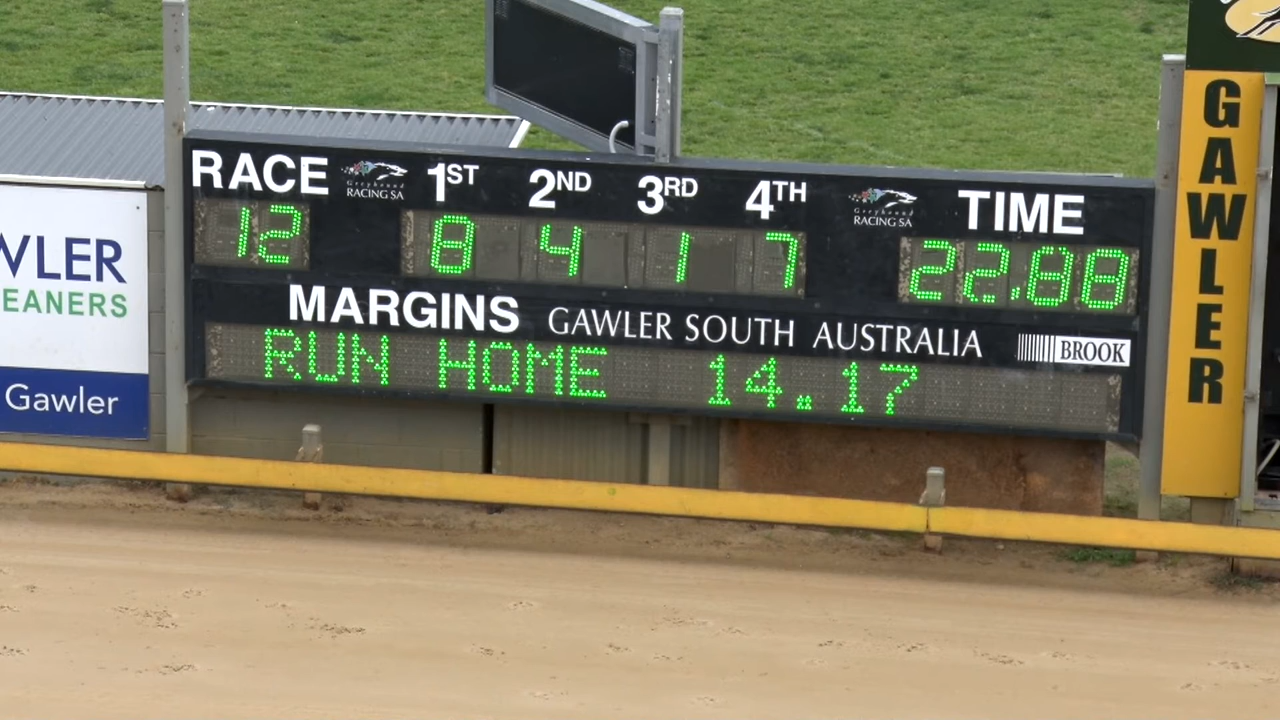 RACE Greyhound RACING SA 1ST 2ND 3RD 4TH Greyhound RACING SA TIME
12 8 4 1 7 22.88
MARGINS GAWLER SOUTH AUSTRALIA BROOK
RUN HOME 14.17
WLER
EANERS
Gawler
GAWLER